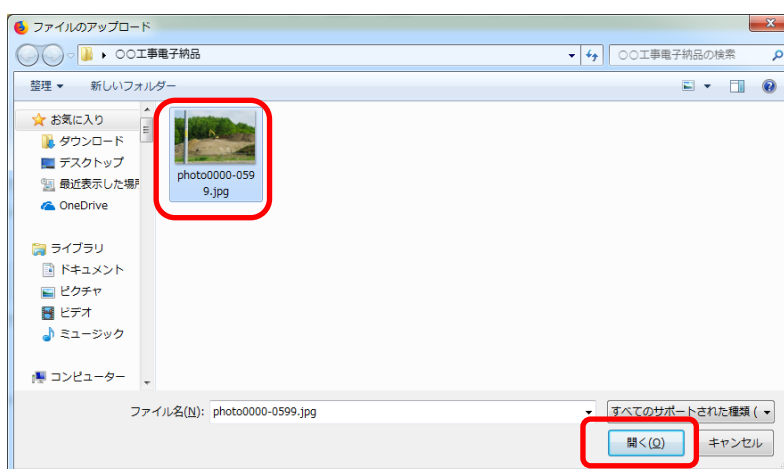 ファイルのアップロード
○○工事電子納品
○○工事電子納品の検索
整理
新しいフォルダー
お気に入り
ダウンロード
デスクトップ
最近表示した場所
OneDrive
ライブラリ
ドキュメント
ピクチャ
ビデオ
ミュージック
コンピューター
photo0000-059
9.jpg
ファイル名(N): photo0000-0599.jpg
すべてのサポートされた種類 (
開く(O)
キャンセル